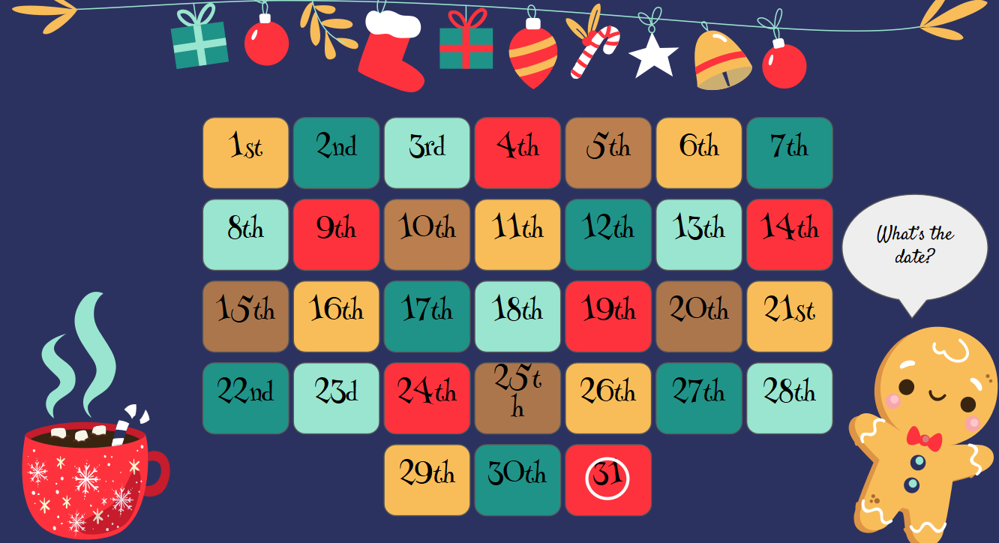 1st 2nd 3rd 4th 5th 6th 7th
8th 9th 10th 11th 12th 13th 14th
What's the
date?
15th 16th 17th 18th 19th 20th 21st
22nd 23d 24th 25t 26th 27th 28th
h
29th 30th 31